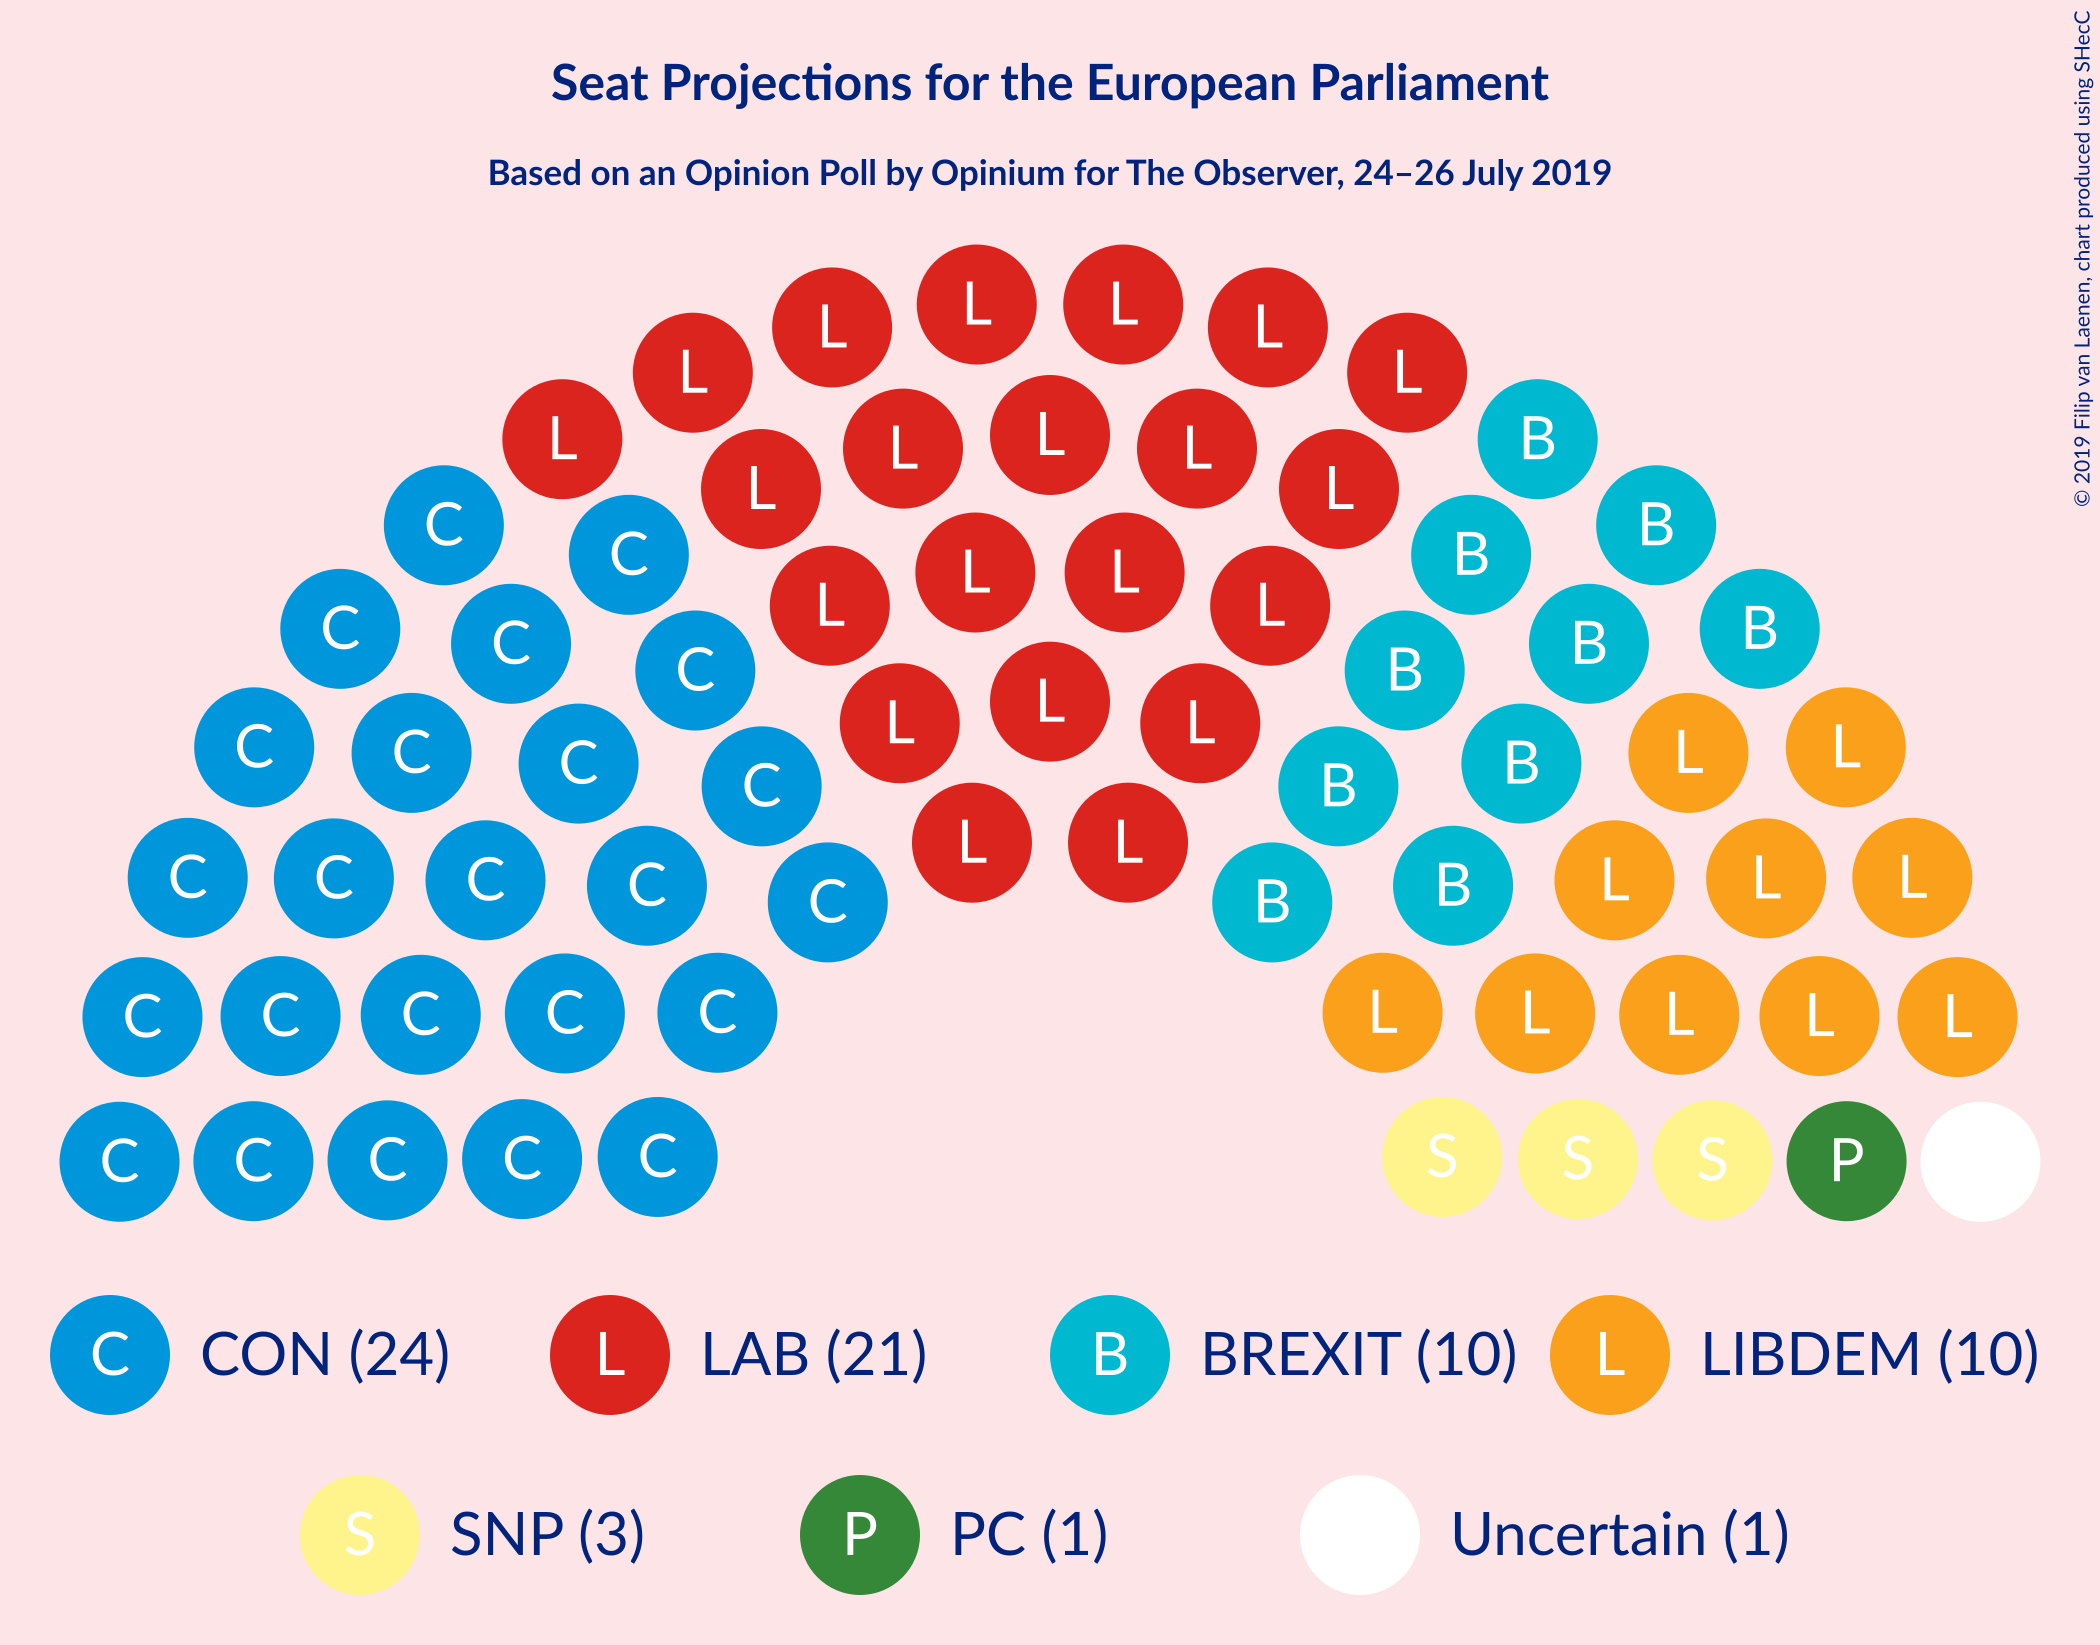 Seat Projections for the European Parliament
Based on an Opinion Poll by Opinium for The Observer, 24–26 July 2019
© 2019 Filip van Laenen, chart produced using SHecC
L L L L
L L
L L L
L B
L L
C B
C L L B
L L
C C B B
C C B B
L L L
C C L L
C C B B
L L
C C C C L L L
C B B
C C C C C L L L L L
C C C C C S S S P
C CON (24) L LAB (21) B BREXIT (10) L LIBDEM (10)
S SNP (3) P PC (1) Uncertain (1)